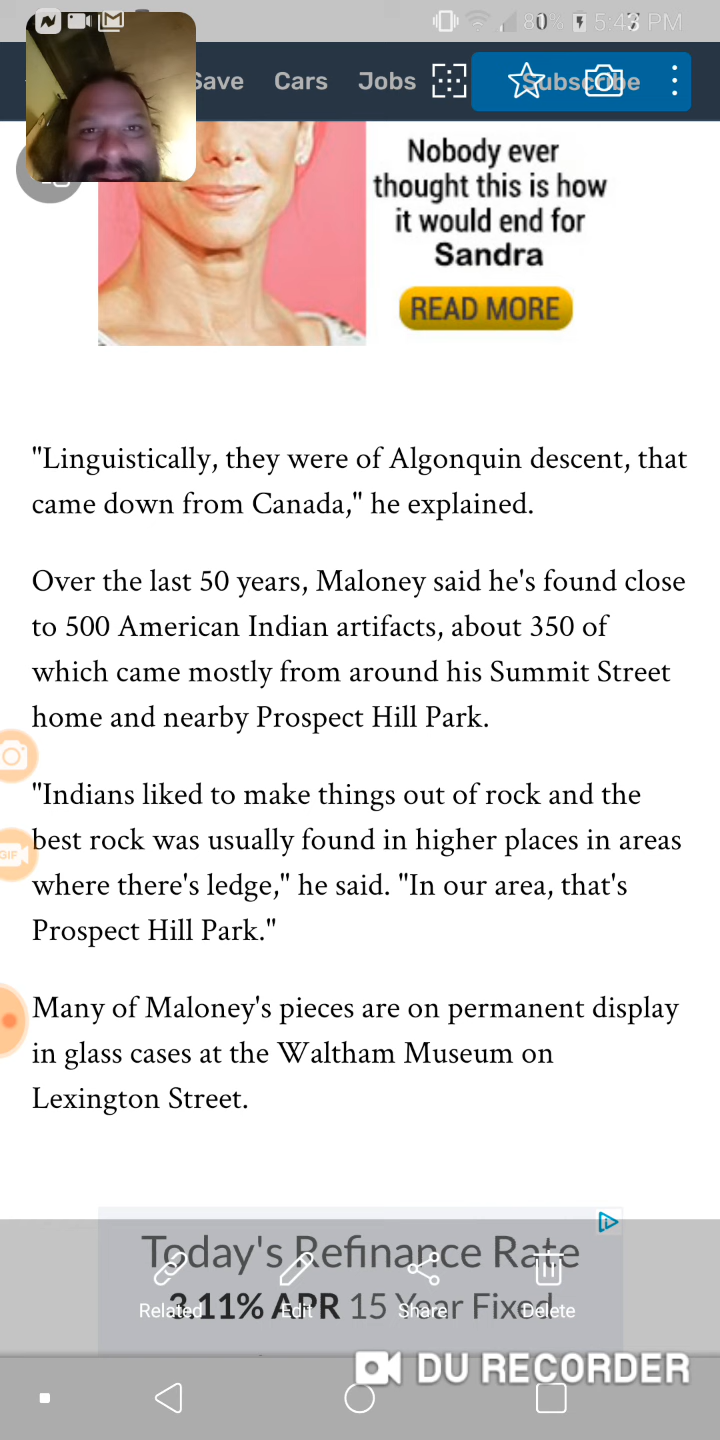 5:43 PM
Save Cars Jobs Subscribe
Nobody ever
thought this is how
it would end for
Sandra
READ MORE
"Linguistically, they were of Algonquin descent, that
came down from Canada," he explained.
Over the last 50 years, Maloney said he's found close
to 500 American Indian artifacts, about 350 of
which came mostly from around his Summit Street
home and nearby Prospect Hill Park.
"Indians liked to make things out of rock and the
best rock was usually found in higher places in areas
GIF
where there's ledge," he said. "In our area, that's
Prospect Hill Park."
Many of Maloney's pieces are on permanent display
in glass cases at the Waltham Museum on
Lexington Street.
Today's Refinance Rate
3.11% APR 15 Year Fixed
Related Edit Share Delete
DU RECORDER